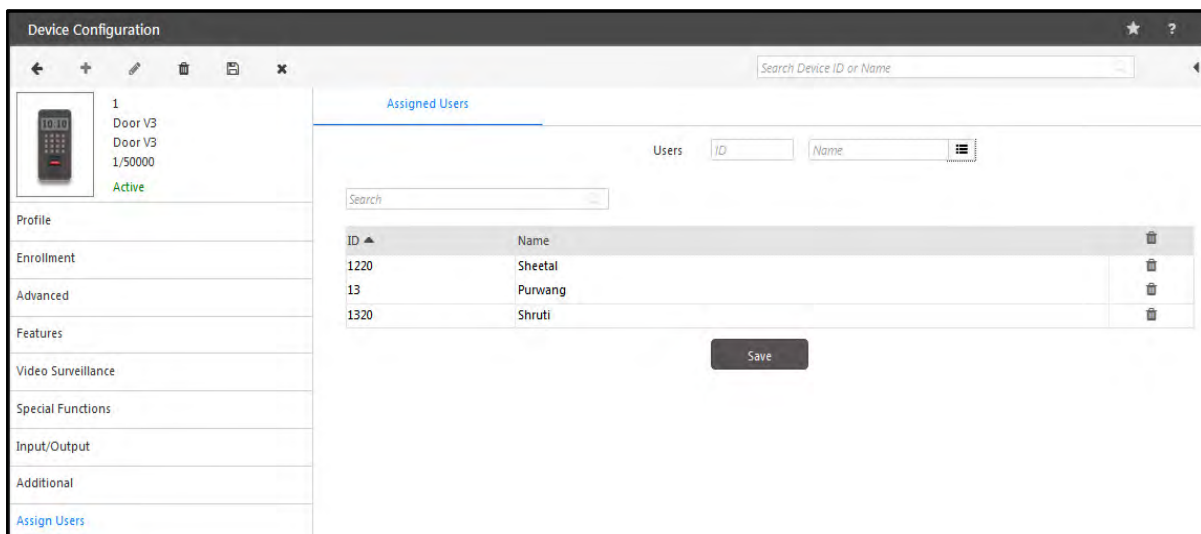 Device Configuration
?
Search Device ID or Name
10:10
1
Door V3
Door V3
1/50000
Active
Profile
Enrollment
Advanced
Features
Video Surveillance
Special Functions
Input/Output
Additional
Assign Users
Assigned Users
Users ID Name
Search
ID Name
1220 Sheetal
13 Purwang
1320 Shruti
Save